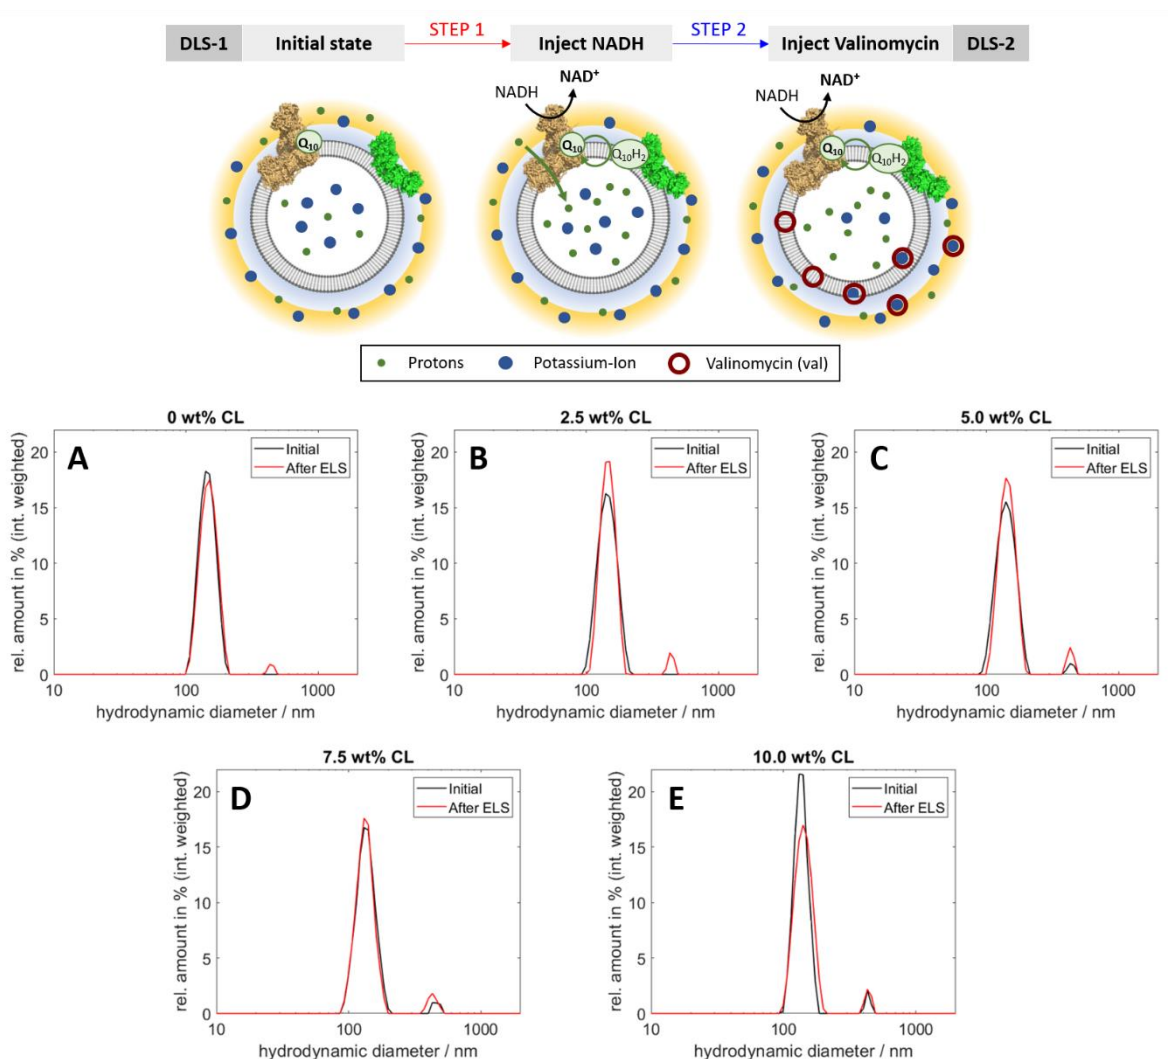 DLS-1 Initial state STEP 1 Inject NADH STEP 2 Inject Valinomycin DLS-2
NADH NAD+ NADH NAD+
Q10 Q10 Q10H2 Q10 Q10H2
Protons Potassium-Ion Valinomycin (val)
0 wt% CL
A
Initial
After ELS
rel. amount in % (int. weighted)
20
15
10
5
0
10 100 1000
hydrodynamic diameter / nm
2.5 wt% CL
B
Initial
After ELS
rel. amount in % (int. weighted)
20
15
10
5
0
10 100 1000
hydrodynamic diameter / nm
5.0 wt% CL
C
Initial
After ELS
rel. amount in % (int. weighted)
20
15
10
5
0
10 100 1000
hydrodynamic diameter / nm
7.5 wt% CL
D
Initial
After ELS
rel. amount in % (int. weighted)
20
15
10
5
0
10 100 1000
hydrodynamic diameter / nm
10.0 wt% CL
E
Initial
After ELS
rel. amount in % (int. weighted)
20
15
10
5
0
10 100 1000
hydrodynamic diameter / nm